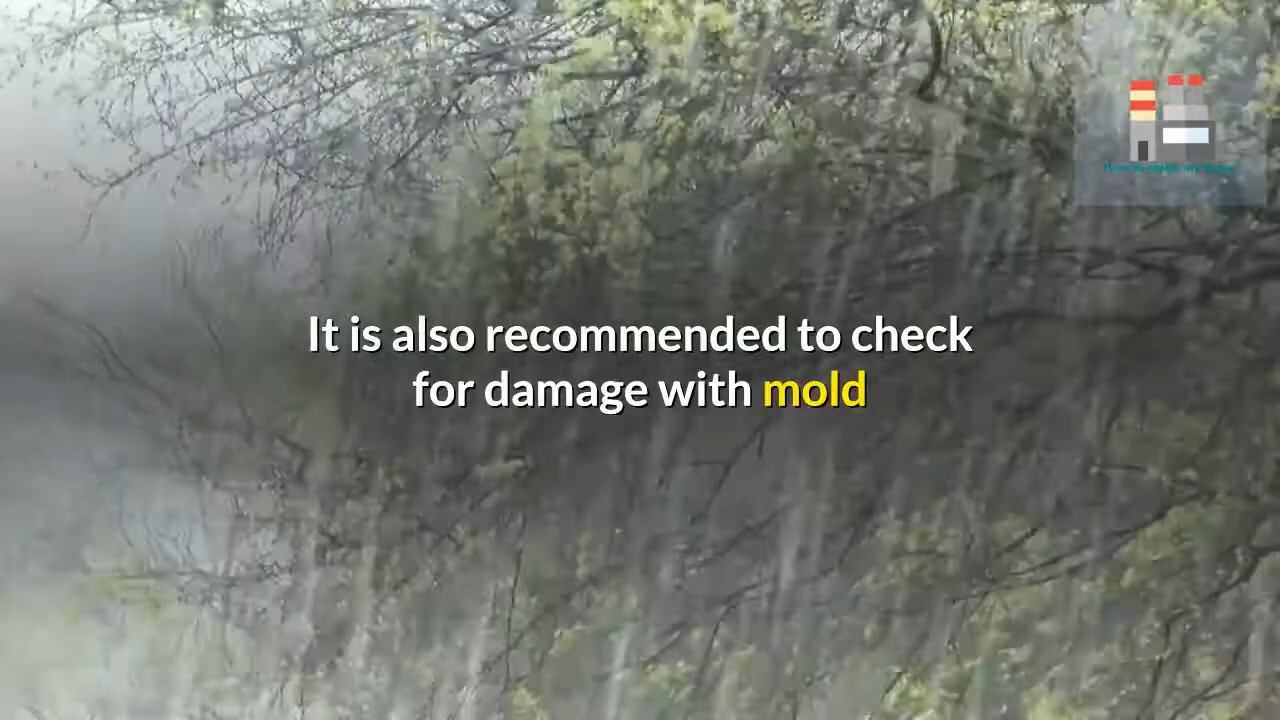 It is also recommended to check
for damage with mold